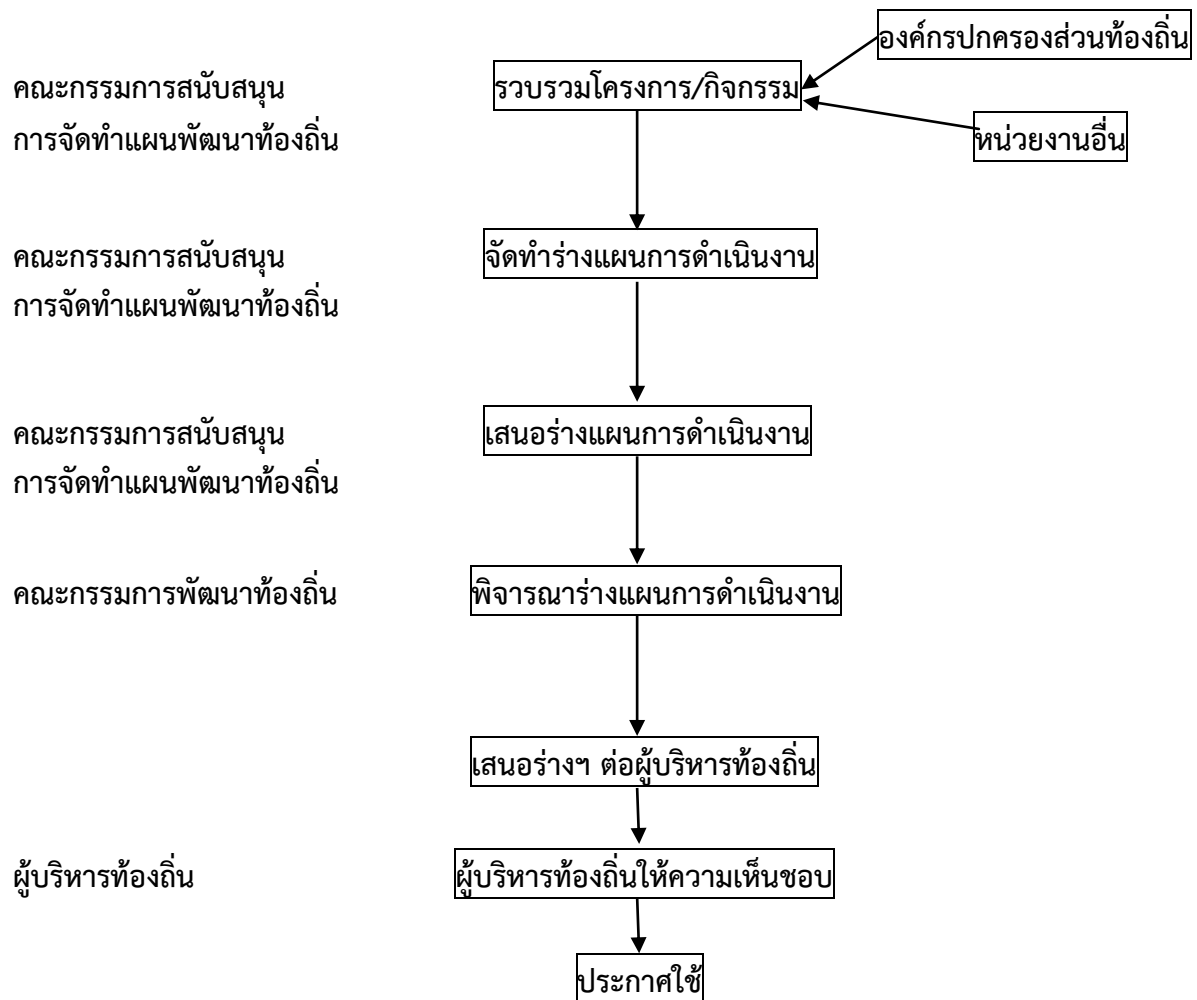 องค์กรปกครองส่วนท้องถิ่น
คณะกรรมการสนับสนุน
การจัดทำแผนพัฒนาท้องถิ่น
รวบรวมโครงการ/กิจกรรม
หน่วยงานอื่น
คณะกรรมการสนับสนุน
การจัดทำแผนพัฒนาท้องถิ่น
จัดทำร่างแผนการดำเนินงาน
คณะกรรมการสนับสนุน
การจัดทำแผนพัฒนาท้องถิ่น
เสนอร่างแผนการดำเนินงาน
คณะกรรมการพัฒนาท้องถิ่น
พิจารณาร่างแผนการดำเนินงาน
เสนอร่างฯ ต่อผู้บริหารท้องถิ่น
ผู้บริหารท้องถิ่น
ผู้บริหารท้องถิ่นให้ความเห็นชอบ
ประกาศใช้